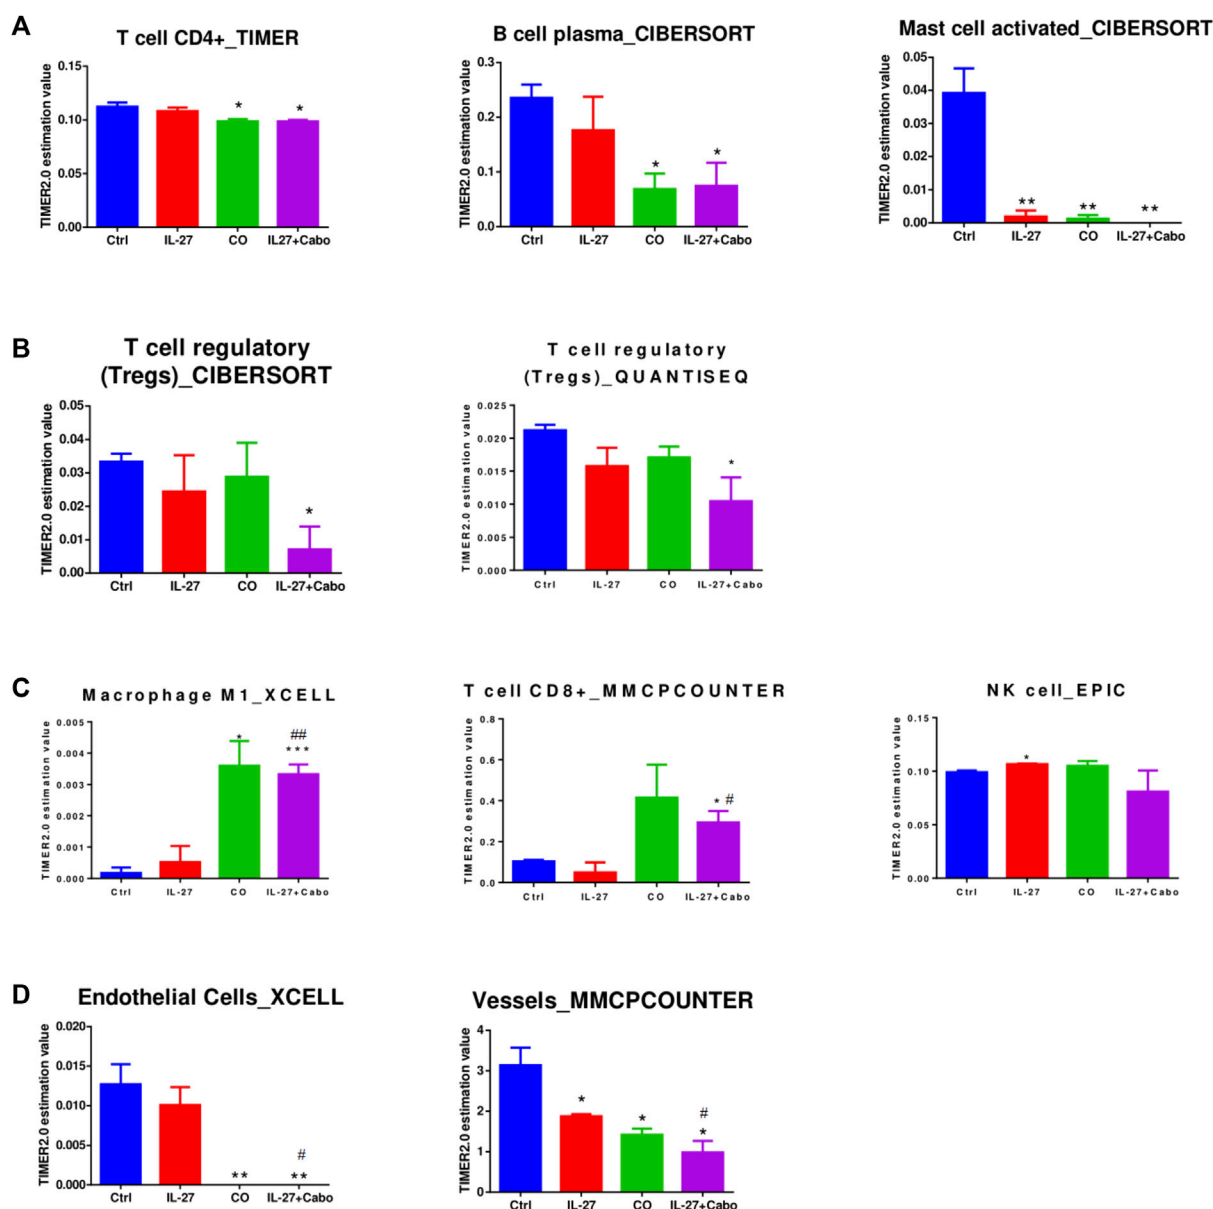 A
T cell CD4+_TIMER
TIMER2.0 estimation value
0.15
0.10
0.05
0.00
* *
Ctrl IL-27 CO IL27+Cabo
B cell plasma_CIBERSORT
TIMER2.0 estimation value
0.3
0.2
0.1
0.0
* *
Ctrl IL-27 CO IL-27+Cabo
Mast cell activated_CIBERSORT
TIMER2.0 estimation value
0.05
0.04
0.03
0.02
0.01
0.00
** ** **
Ctrl IL-27 CO IL-27+Cabo
B
T cell regulatory
(Tregs)_CIBERSORT
TIMER2.0 estimation value
0.05
0.04
0.03
0.02
0.01
0.00
*
Ctrl IL-27 CO IL-27+Cabo
T cell regulatory
(Tregs)_QUANTISEQ
TIMER2.0 estimation value
0.025
0.020
0.015
0.010
0.005
0.000
*
Ctrl IL-27 CO IL-27+Cabo
C
Macrophage M1_XCELL
TIMER2.0 estimation value
0.005
0.004
0.003
0.002
0.001
0.000
##
* ***
Ctrl IL-27 CO IL-27+Cabo
T cell CD8+_MMCPCOUNTER
TIMER2.0 estimation value
0.8
0.6
0.4
0.2
0.0
* #
Ctrl IL-27 CO IL-27+Cabo
NK cell_EPIC
TIMER2.0 estimation value
0.15
0.10
0.05
0.00
*
Ctrl IL-27 CO IL-27+Cabo
D
Endothelial Cells_XCELL
TIMER2.0 estimation value
0.020
0.015
0.010
0.005
0.000
#
** **
Ctrl IL-27 CO IL-27+Cabo
Vessels_MMCPCOUNTER
TIMER2.0 estimation value
4
3
2
1
0
#
* * *
Ctrl IL-27 CO IL-27+Cabo